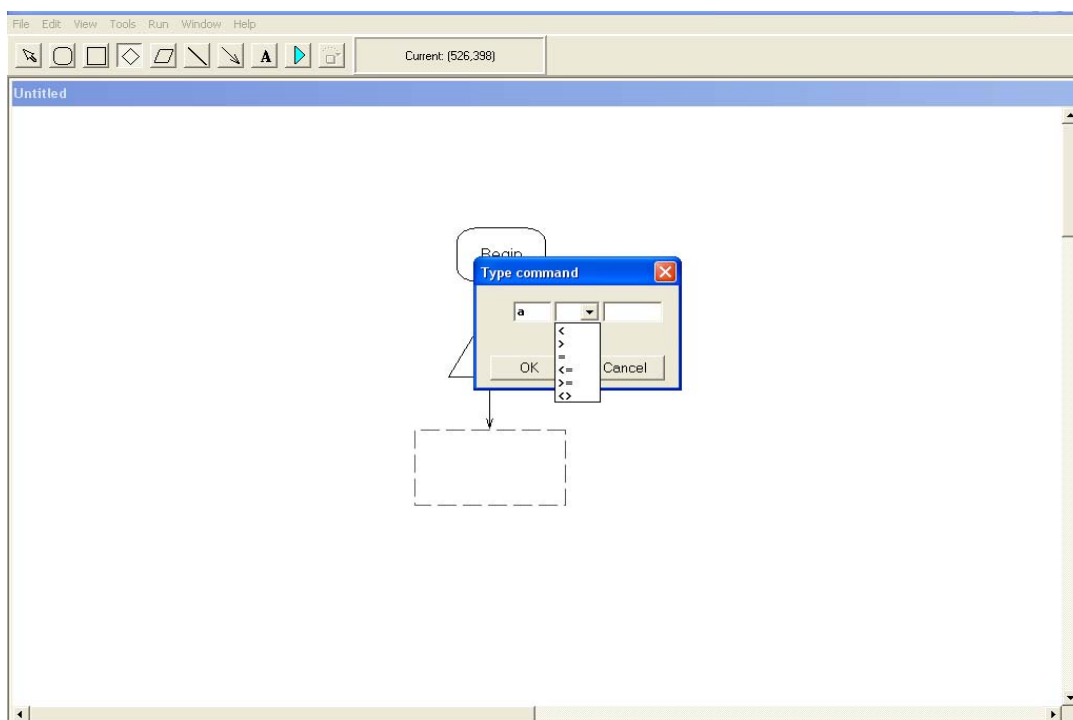 File Edit View Tools Run Window Help
A Current: (526,398)
Untitled
Begin
Type command
a
<
>
=
<=
>=
<>
OK Cancel